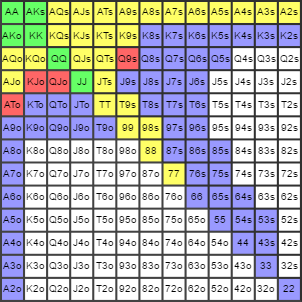 AA AKs AQs AJs ATs A9s A8s A7s A6s A5s A4s A3s A2s
AKo KK KQs KJs KTs K9s K8s K7s K6s K5s K4s K3s K2s
AQo KQo QQ QJs QTs Q9s Q8s Q7s Q6s Q5s Q4s Q3s Q2s
AJo KJo QJo JJ JTs J9s J8s J7s J6s J5s J4s J3s J2s
ATo KTo QTo JTo TT T9s T8s T7s T6s T5s T4s T3s T2s
A9o K9o Q9o J9o T9o 99 98s 97s 96s 95s 94s 93s 92s
A8o K8o Q8o J8o T8o 98o 88 87s 86s 85s 84s 83s 82s
A7o K7o Q7o J7o T7o 97o 87o 77 76s 75s 74s 73s 72s
A6o K6o Q6o J6o T6o 96o 86o 76o 66 65s 64s 63s 62s
A5o K5o Q5o J5o T5o 95o 85o 75o 65o 55 54s 53s 52s
A4o K4o Q4o J4o T4o 94o 84o 74o 64o 54o 44 43s 42s
A3o K3o Q3o J3o T3o 93o 83o 73o 63o 53o 43o 33 32s
A2o K2o Q2o J2o T2o 92o 82o 72o 62o 52o 42o 32o 22